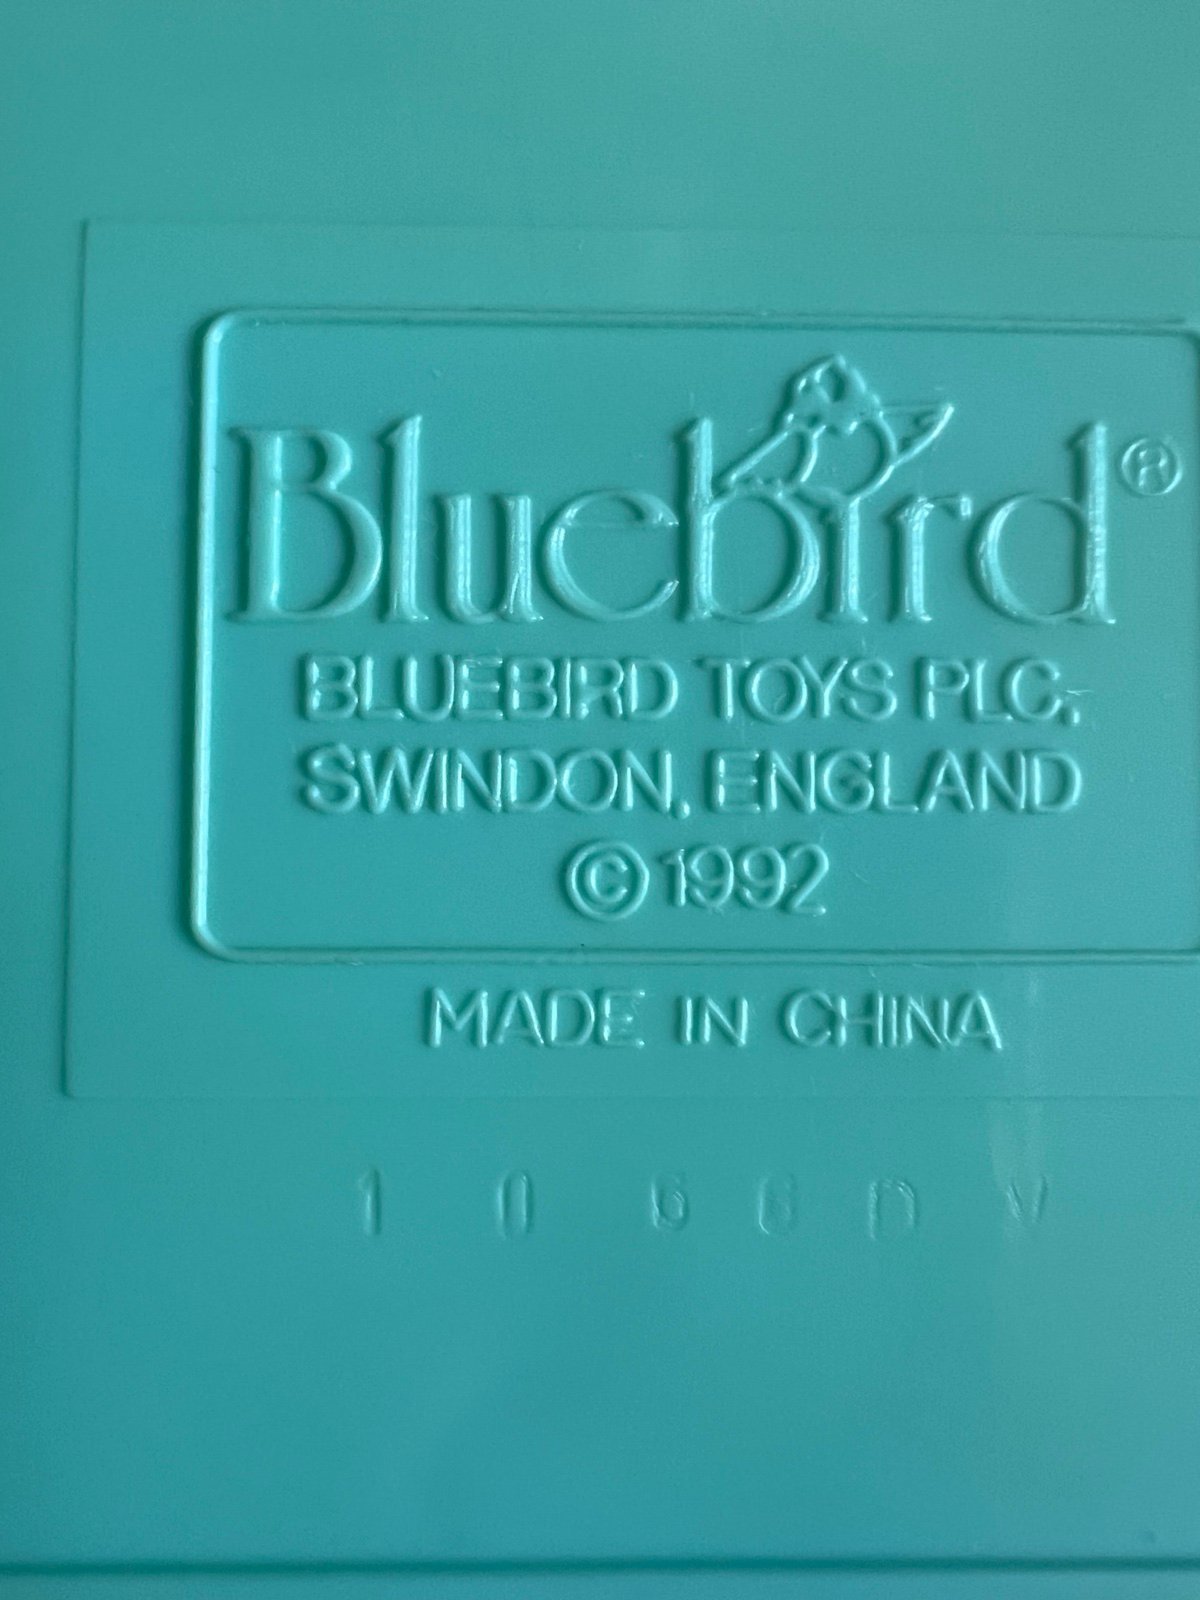 Bluebird®
BLUEBIRD TOYS PLC.
SWINDON, ENGLAND
© 1992
MADE IN CHINA